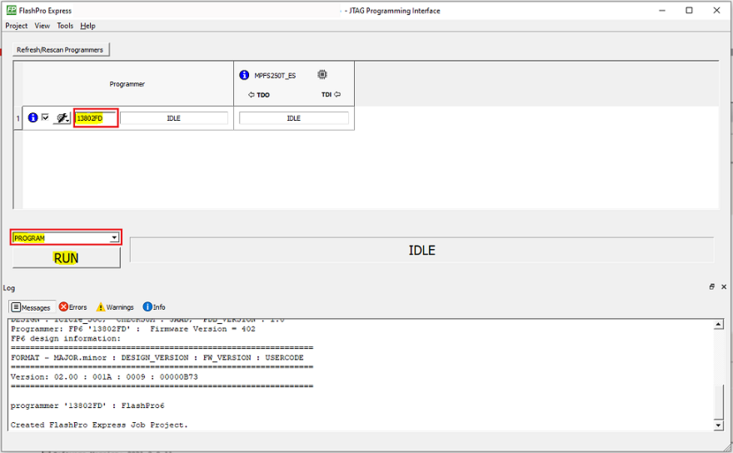 FP FlashPro Express
- - JTAG Programming Interface
Project View Tools Help
Refresh/Rescan Programmers
Programmer
MPFS250T_ES
TDO TDI
1 13802FD IDLE IDLE
PROGRAM
RUN
IDLE
Log
Messages Errors Warnings Info
Programmer: FP6 '13802FD' : Firmware Version = 402
FP6 design information:
==========================================================
FORMAT - MAJOR.minor : DESIGN_VERSION : FW_VERSION : USERCODE
==========================================================
Version: 02.00 : 001A : 0009 : 00000B73
==========================================================
programmer '13802FD' : FlashPro6
Created FlashPro Express Job Project.